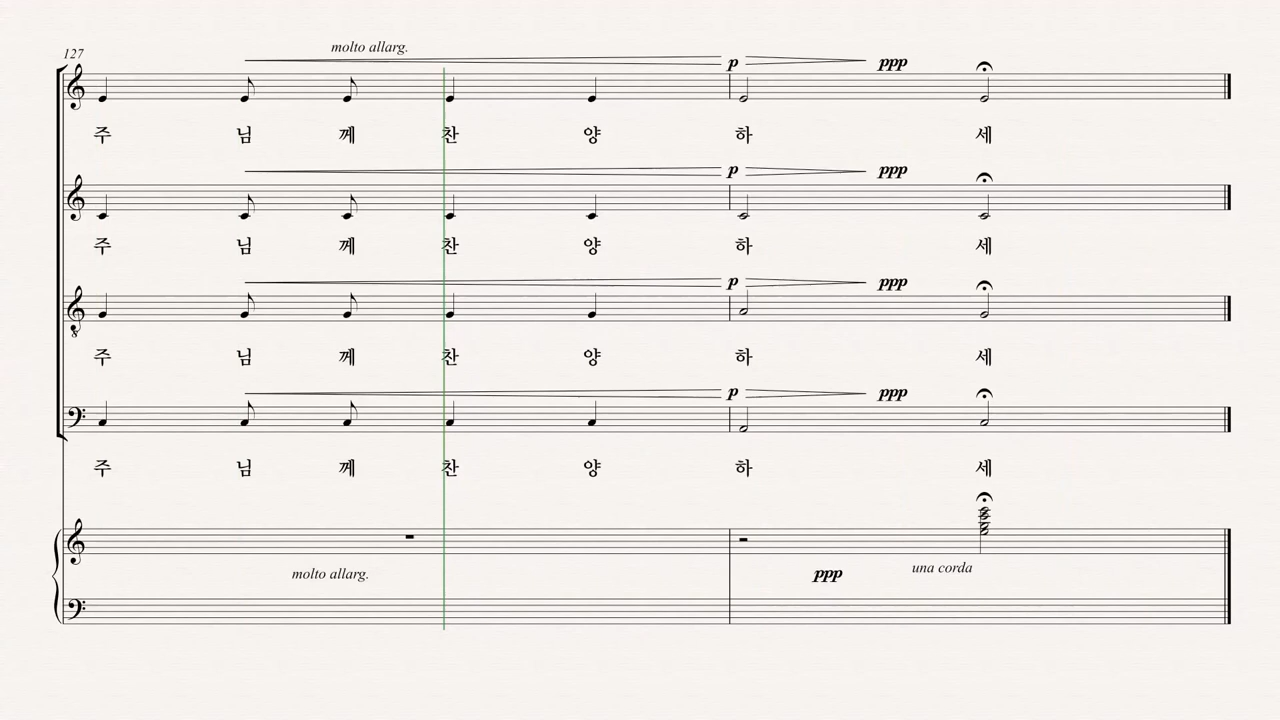 127
molto allarg.
p ppp
주 님 께 찬 양 하 세
p ppp
주 님 께 찬 양 하 세
p ppp
주 님 께 찬 양 하 세
p ppp
주 님 께 찬 양 하 세
molto allarg. ppp una corda